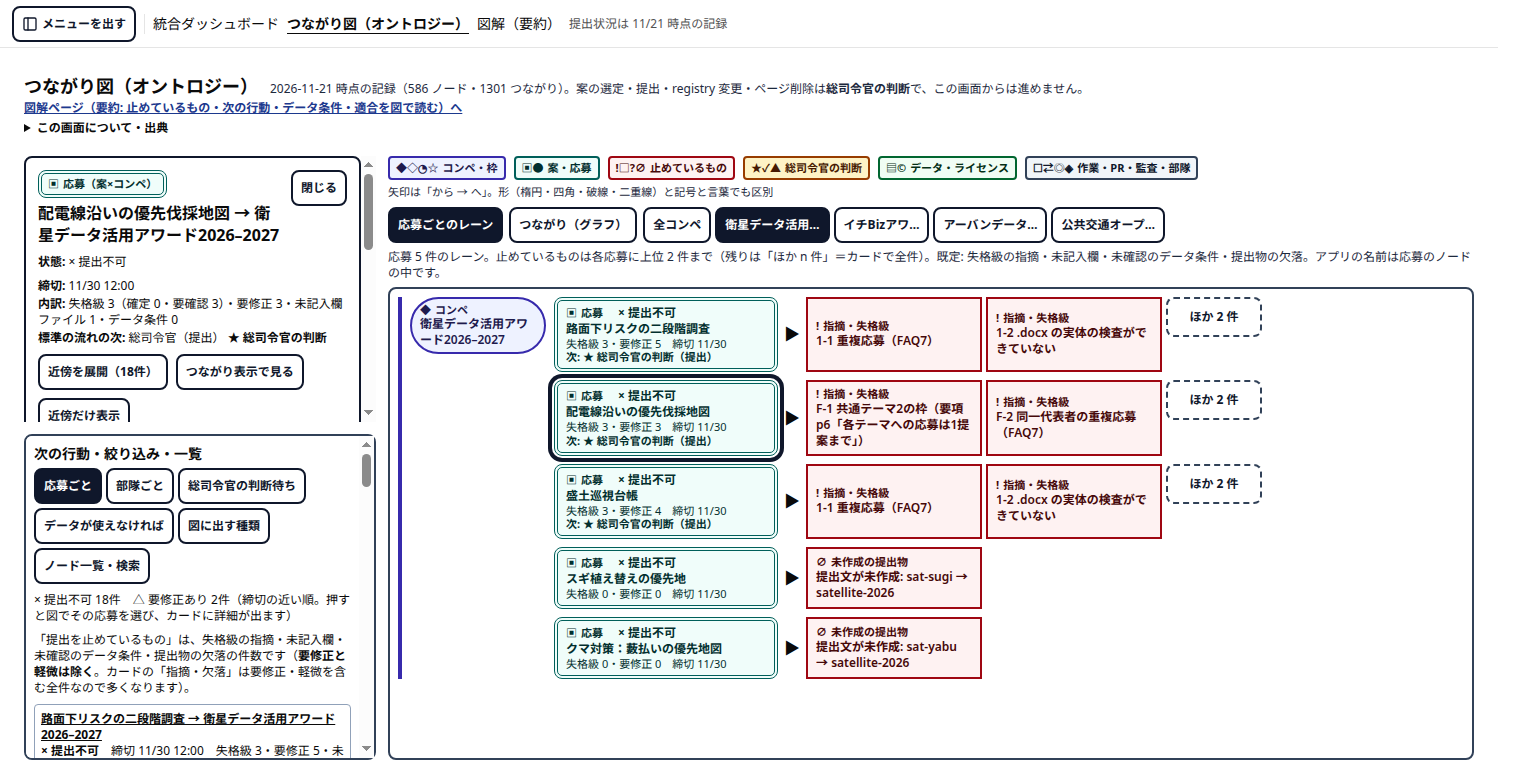 メニューを出す 統合ダッシュボード つながり図（オントロジー） 図解（要約） 提出状況は 11/21 時点の記録
つながり図（オントロジー） 2026-11-21 時点の記録（586 ノード・1301 つながり）。案の選定・提出・registry 変更・ページ削除は総司令官の判断で、この画面からは進めません。
図解ページ（要約: 止めているもの・次の行動・データ条件・適合を図で読む）へ
▶ この画面について・出典
▣ 応募（案×コンペ）
閉じる
配電線沿いの優先伐採地図 → 衛
星データ活用アワード2026–2027
状態: × 提出不可
締切: 11/30 12:00
内訳: 失格級 3（確定 0・要確認 3）・要修正 3・未記入欄
ファイル 1・データ条件 0
標準の流れの次: 総司令官（提出） ★ 総司令官の判断
近傍を展開（18件） つながり表示で見る
近傍だけ表示
次の行動・絞り込み・一覧
応募ごと 部隊ごと 総司令官の判断待ち
データが使えなければ 図に出す種類
ノード一覧・検索
× 提出不可 18件 △ 要修正あり 2件（締切の近い順。押す
と図でその応募を選び、カードに詳細が出ます）
「提出を止めているもの」は、失格級の指摘・未記入欄・
未確認のデータ条件・提出物の欠落の件数です（要修正と
軽微は除く。カードの「指摘・欠落」は要修正・軽微を含
む全件なので多くなります）。
路面下リスクの二段階調査 → 衛星データ活用アワード
2026–2027
× 提出不可 締切 11/30 12:00 失格級 3・要修正 5・未
◆◇◔☆ コンペ・枠 ▣● 案・応募 !☐?⊘ 止めているもの ★✓▲ 総司令官の判断 ▤© データ・ライセンス ☐⇄◎◆ 作業・PR・監査・部隊
矢印は「から → へ」。形（楕円・四角・破線・二重線）と記号と言葉でも区別
応募ごとのレーン つながり（グラフ） 全コンペ 衛星データ活用… イチBizアワ… アーバンデータ… 公共交通オープ…
応募 5 件のレーン。止めているものは各応募に上位 2 件まで（残りは「ほか n 件」＝カードで全件）。既定: 失格級の指摘・未記入欄・未確認のデータ条件・提出物の欠落。アプリの名前は応募のノード
の中です。
◆ コンペ
衛星データ活用アワ
ード2026–2027
▣ 応募 × 提出不可
路面下リスクの二段階調査
失格級 3・要修正 5 締切 11/30
次: ★ 総司令官の判断（提出）
! 指摘・失格級
1-1 重複応募（FAQ7）
! 指摘・失格級
1-2 .docx の実体の検査がで
きていない
ほか 2 件
▣ 応募 × 提出不可
配電線沿いの優先伐採地図
失格級 3・要修正 3 締切 11/30
次: ★ 総司令官の判断（提出）
! 指摘・失格級
F-1 共通テーマ2の枠（要項
p6「各テーマへの応募は1提
案まで」）
! 指摘・失格級
F-2 同一代表者の重複応募
（FAQ7）
ほか 2 件
▣ 応募 × 提出不可
盛土巡視台帳
失格級 3・要修正 4 締切 11/30
次: ★ 総司令官の判断（提出）
! 指摘・失格級
1-1 重複応募（FAQ7）
! 指摘・失格級
1-2 .docx の実体の検査がで
きていない
ほか 2 件
▣ 応募 × 提出不可
スギ植え替えの優先地
失格級 0・要修正 0 締切 11/30
⊘ 未作成の提出物
提出文が未作成: sat-sugi →
satellite-2026
▣ 応募 × 提出不可
クマ対策：藪払いの優先地図
失格級 0・要修正 0 締切 11/30
⊘ 未作成の提出物
提出文が未作成: sat-yabu
→ satellite-2026